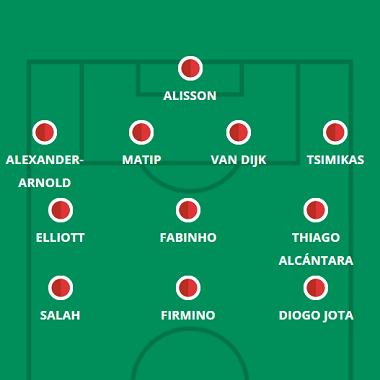 ALISSON
ALEXANDER-
ARNOLD
MATIP
VAN DIJK
TSIMIKAS
ELLIOTT
FABINHO
THIAGO
ALCÁNTARA
SALAH
FIRMINO
DIOGO JOTA